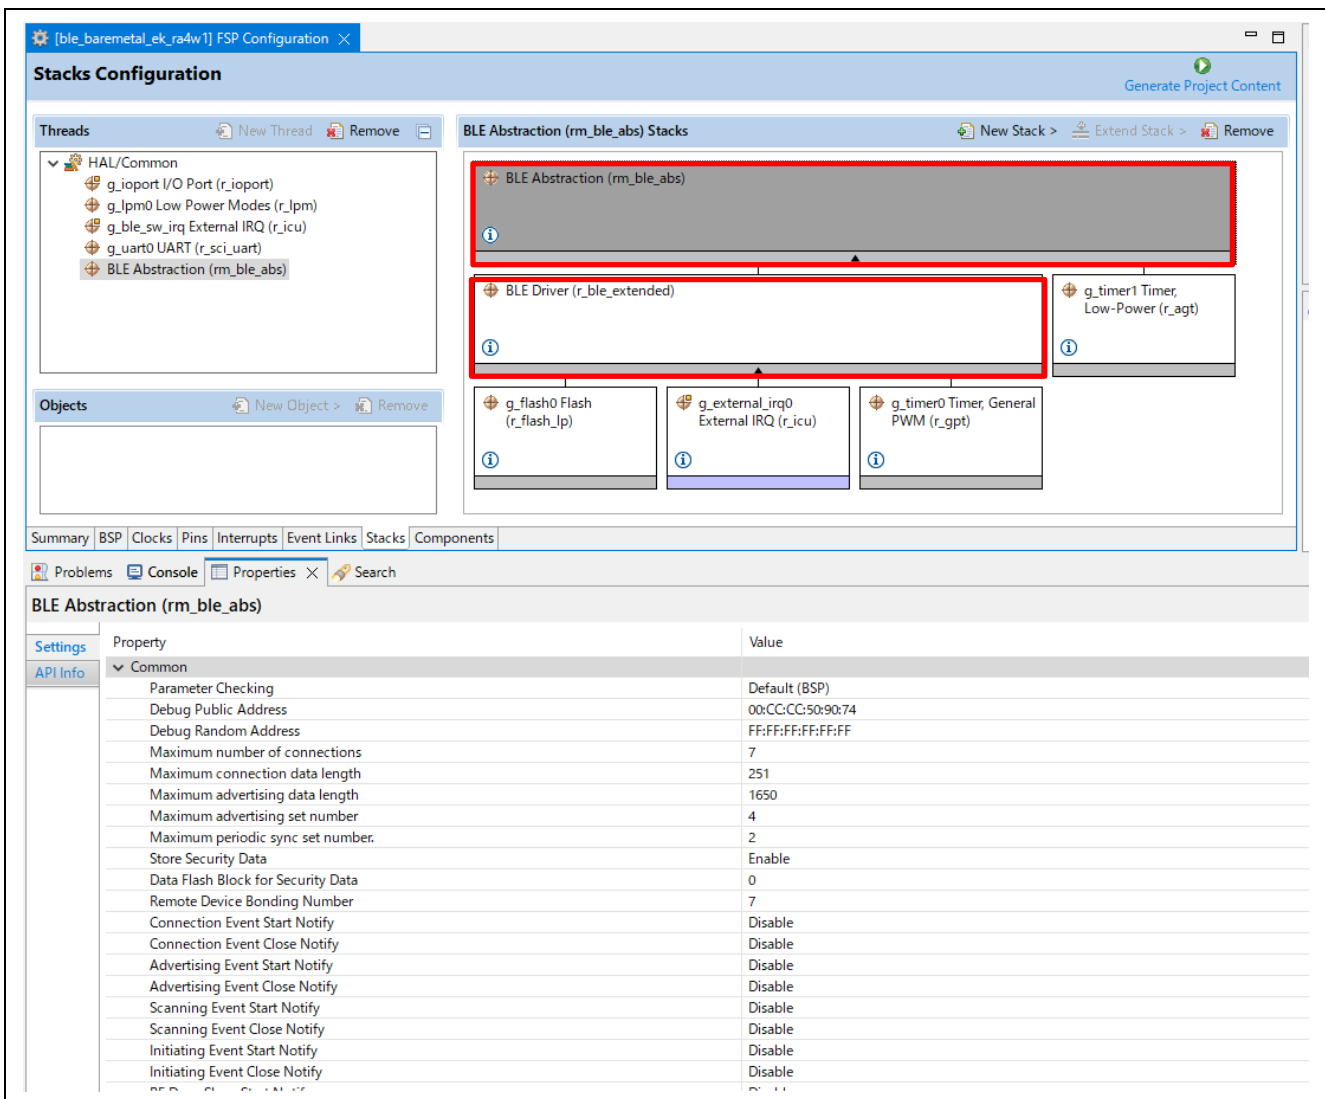 [ble_baremetal_ek_ra4w1] FSP Configuration
Stacks Configuration
Generate Project Content
Threads
New Thread
Remove
HAL/Common
g_ioport I/O Port (r_ioport)
g_lpm0 Low Power Modes (r_lpm)
g_ble_sw_irq External IRQ (r_icu)
g_uart0 UART (r_sci_uart)
BLE Abstraction (rm_ble_abs)
Objects
New Object >
Remove
BLE Abstraction (rm_ble_abs) Stacks
New Stack >
Extend Stack >
Remove
BLE Abstraction (rm_ble_abs)
BLE Driver (r_ble_extended)
g_timer1 Timer,
Low-Power (r_agt)
g_flash0 Flash
(r_flash_lp)
g_external_irq0
External IRQ (r_icu)
g_timer0 Timer, General
PWM (r_gpt)
Summary BSP Clocks Pins Interrupts Event Links Stacks Components
Problems Console Properties Search
BLE Abstraction (rm_ble_abs)
Settings
API Info
Property Value
Common
Parameter Checking Default (BSP)
Debug Public Address 00:CC:CC:50:90:74
Debug Random Address FF:FF:FF:FF:FF:FF
Maximum number of connections 7
Maximum connection data length 251
Maximum advertising data length 1650
Maximum advertising set number 4
Maximum periodic sync set number. 2
Store Security Data Enable
Data Flash Block for Security Data 0
Remote Device Bonding Number 7
Connection Event Start Notify Disable
Connection Event Close Notify Disable
Advertising Event Start Notify Disable
Advertising Event Close Notify Disable
Scanning Event Start Notify Disable
Scanning Event Close Notify Disable
Initiating Event Start Notify Disable
Initiating Event Close Notify Disable